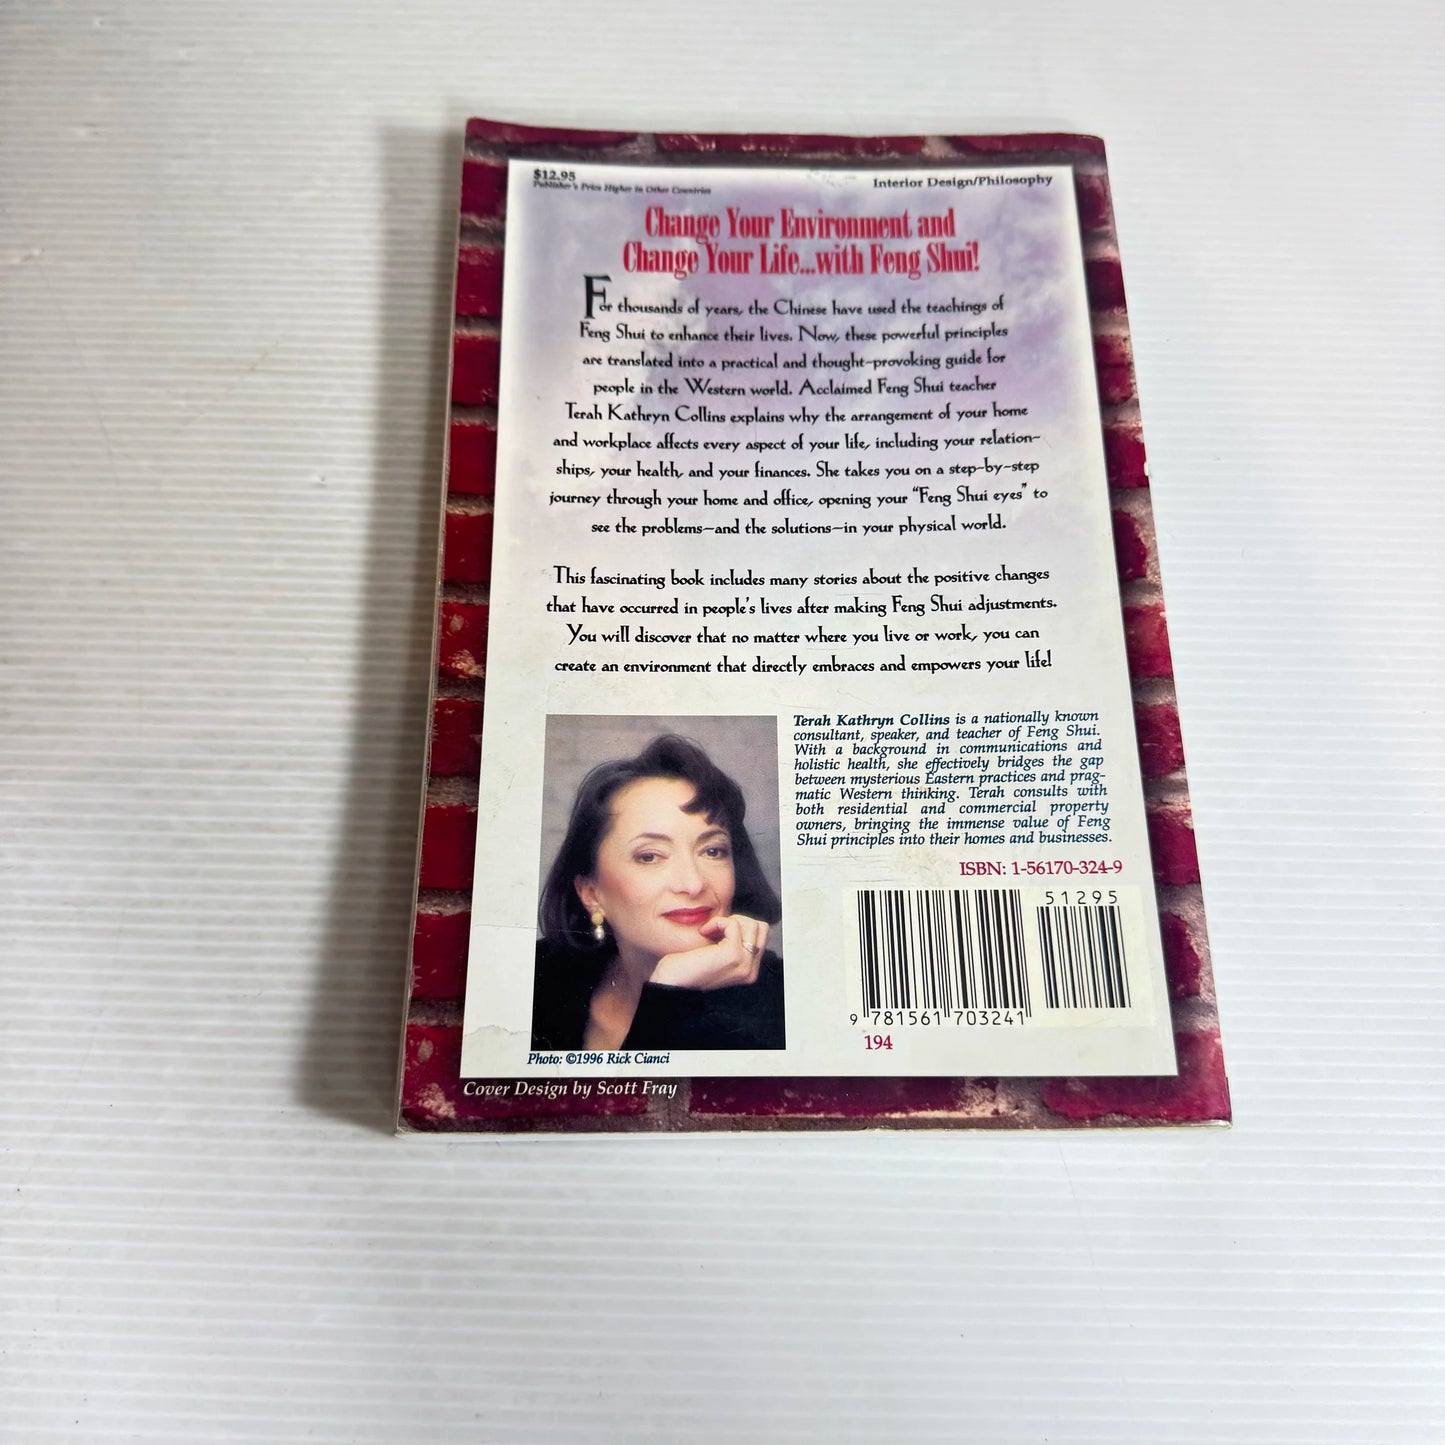 $12.95
Publisher's Price Higher in Other Countries
Interior Design/Philosophy
Change Your Environment and
Change Your Life...with Feng Shui!
For thousands of years, the Chinese have used the teachings of
Feng Shui to enhance their lives. Now, these powerful principles
are translated into a practical and thought-provoking guide for
people in the Western world. Acclaimed Feng Shui teacher
Terah Kathryn Collins explains why the arrangement of your home
and workplace affects every aspect of your life, including your relation-
ships, your health, and your finances. She takes you on a step-by-step
journey through your home and office, opening your "Feng Shui eyes" to
see the problems—and the solutions—in your physical world.
This fascinating book includes many stories about the positive changes
that have occurred in people's lives after making Feng Shui adjustments.
You will discover that no matter where you live or work, you can
create an environment that directly embraces and empowers your life!
Terah Kathryn Collins is a nationally known
consultant, speaker, and teacher of Feng Shui.
With a background in communications and
holistic health, she effectively bridges the gap
between mysterious Eastern practices and prag-
matic Western thinking. Terah consults with
both residential and commercial property
owners, bringing the immense value of Feng
Shui principles into their homes and businesses.
ISBN: 1-56170-324-9
51295
9 781561 703241
194
Photo: ©1996 Rick Cianci
Cover Design by Scott Fray